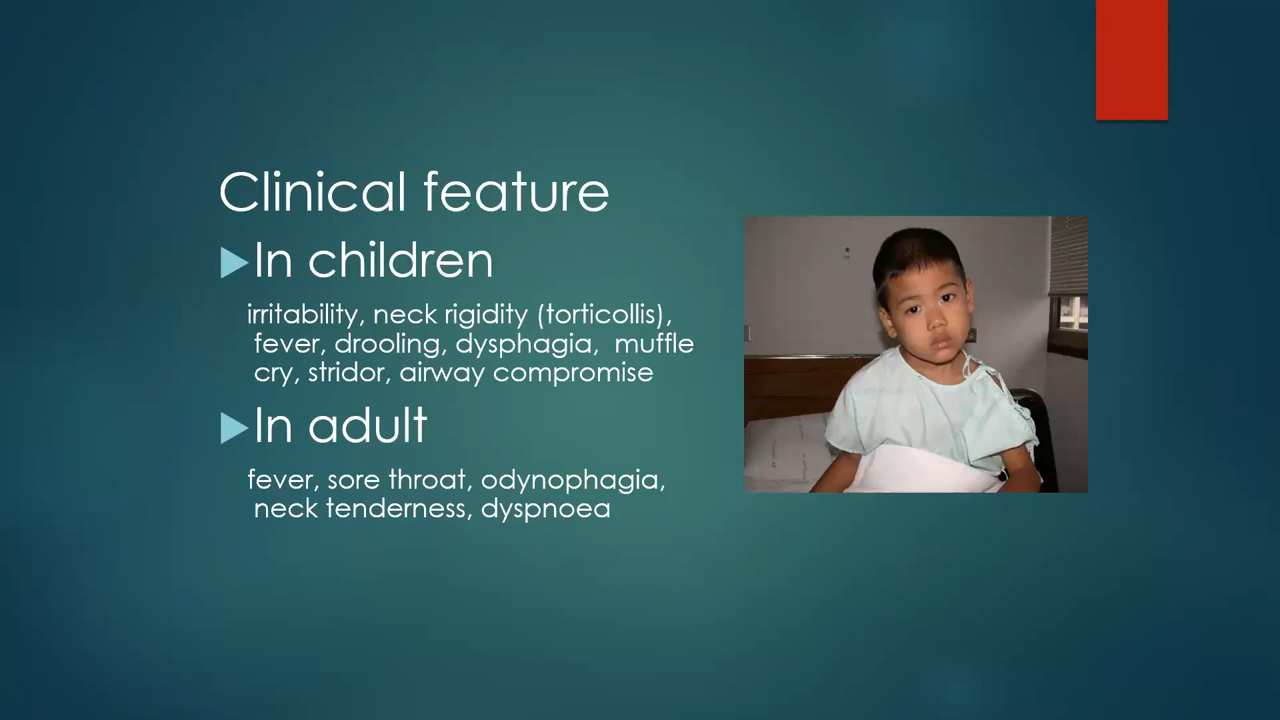 Clinical feature
In children
irritability, neck rigidity (torticollis),
fever, drooling, dysphagia, muffle
cry, stridor, airway compromise
In adult
fever, sore throat, odynophagia,
neck tenderness, dyspnoea